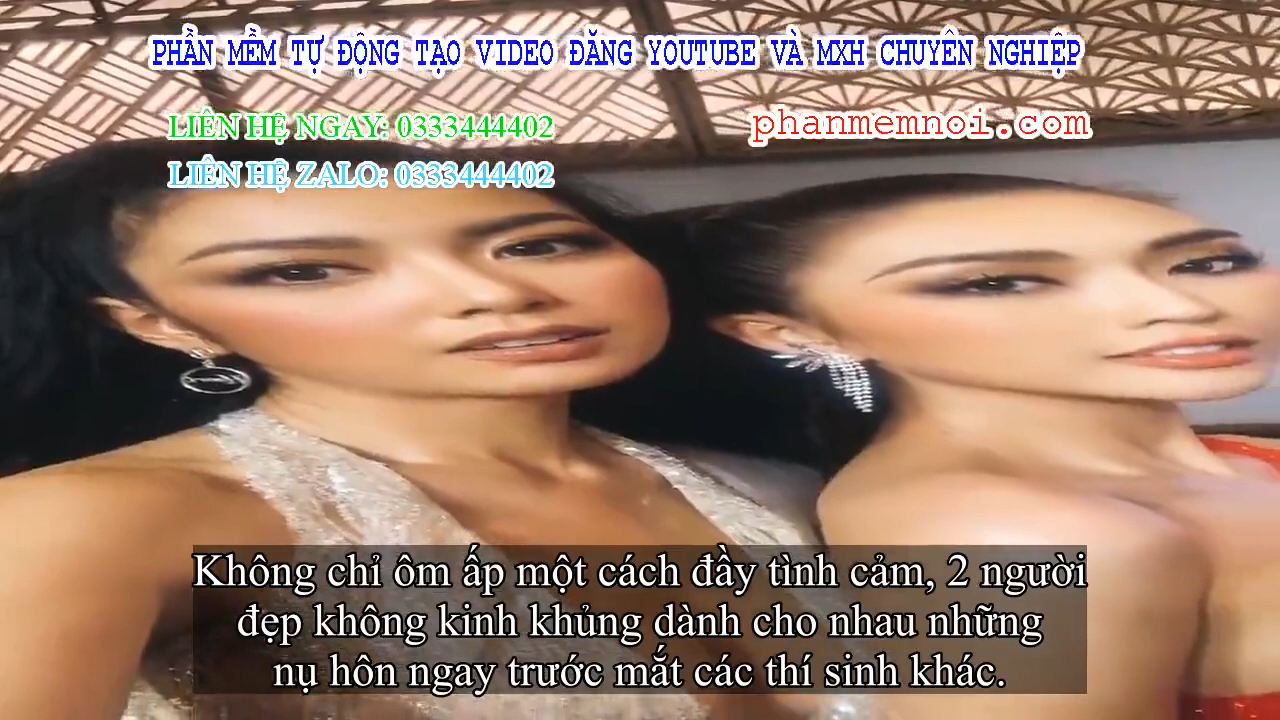 PHẦN MỀM TỰ ĐỘNG TẠO VIDEO ĐĂNG YOUTUBE VÀ MXH CHUYÊN NGHIỆP
LIÊN HỆ NGAY: 0333444402
phanmemnoi.com
LIÊN HỆ ZALO: 0333444402
Không chỉ ôm ấp một cách đầy tình cảm, 2 người
đẹp không kinh khủng dành cho nhau những
nụ hôn ngay trước mắt các thí sinh khác.